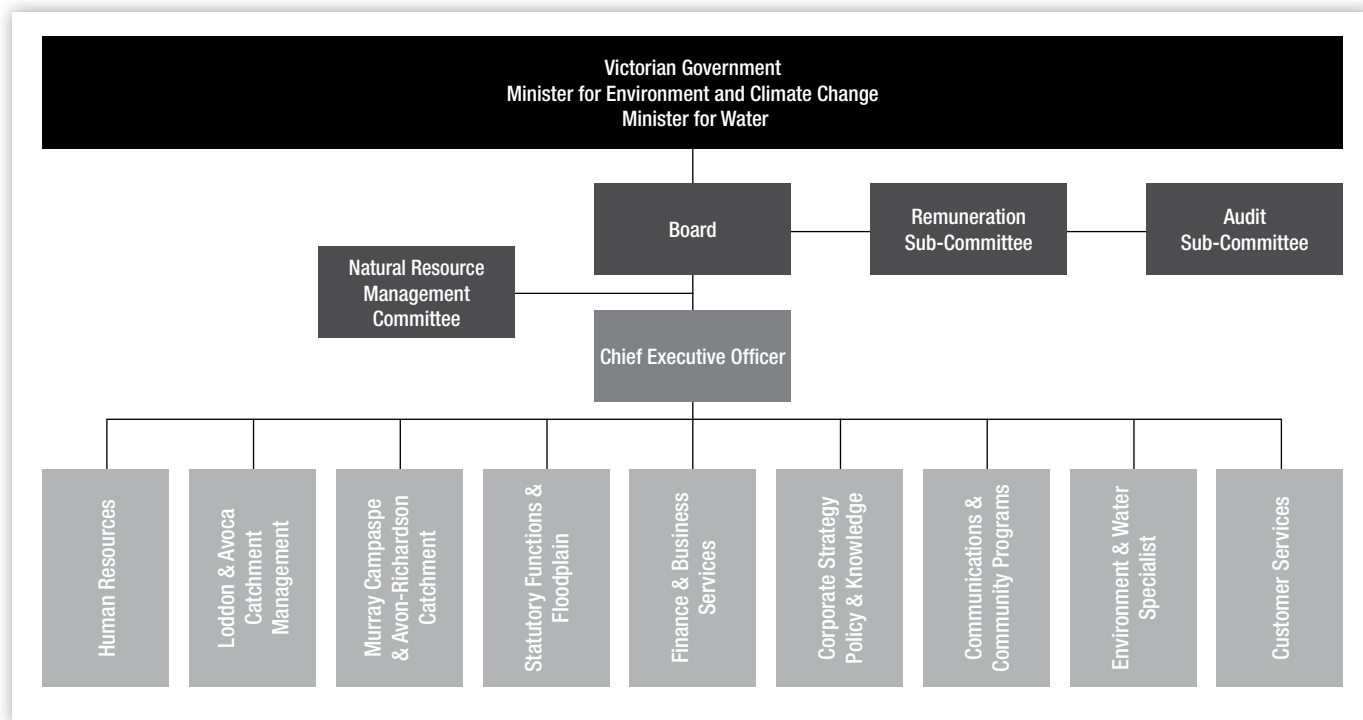 Victorian Government
Minister for Environment and Climate Change
Minister for Water
Board
Remuneration
Sub-Committee
Audit
Sub-Committee
Natural Resource
Management
Committee
Chief Executive Officer
Human Resources
Loddon & Avoca
Catchment
Management
Murray Campaspe
& Avon-Richardson
Catchment
Statutory Functions &
Floodplain
Finance & Business
Services
Corporate Strategy
Policy & Knowledge
Communications &
Community Programs
Environment & Water
Specialist
Customer Services